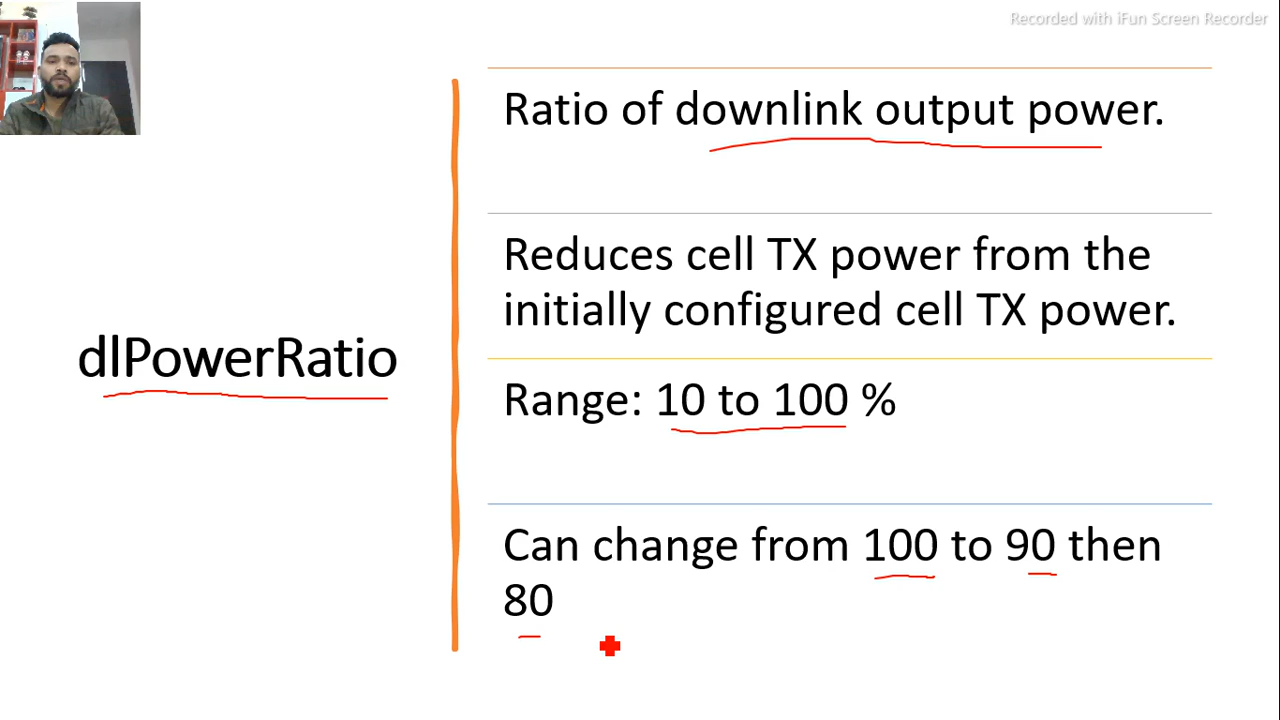 Recorded with iFun Screen Recorder
Ratio of downlink output power.
Reduces cell TX power from the
initially configured cell TX power.
dlPowerRatio
Range: 10 to 100 %
Can change from 100 to 90 then
80